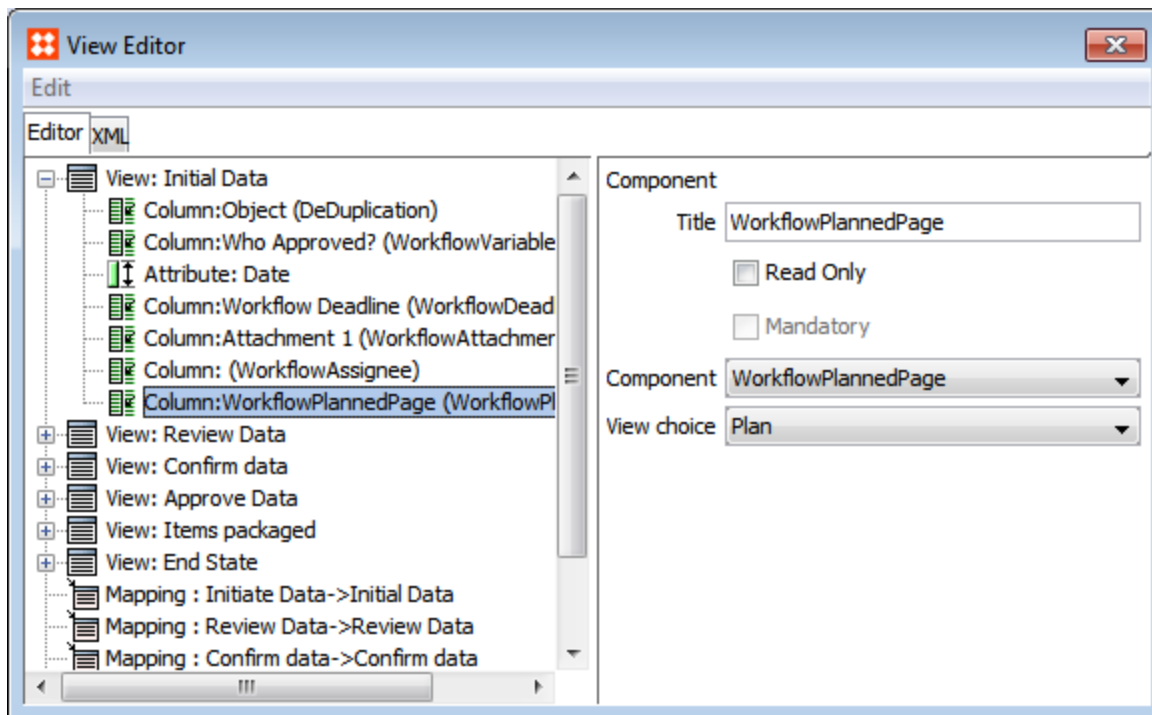 View Editor
Edit
Editor XML
View: Initial Data
Column:Object (DeDuplication)
Column:Who Approved? (WorkflowVariable
Attribute: Date
Column:Workflow Deadline (WorkflowDeadl
Column:Attachment 1 (WorkflowAttachmer
Column: (WorkflowAssignee)
Column:WorkflowPlannedPage (WorkflowPl
View: Review Data
View: Confirm data
View: Approve Data
View: Items packaged
View: End State
Mapping : Initiate Data->Initial Data
Mapping : Review Data->Review Data
Mapping : Confirm data->Confirm data
Component
Title WorkflowPlannedPage
Read Only
Mandatory
Component WorkflowPlannedPage
View choice Plan